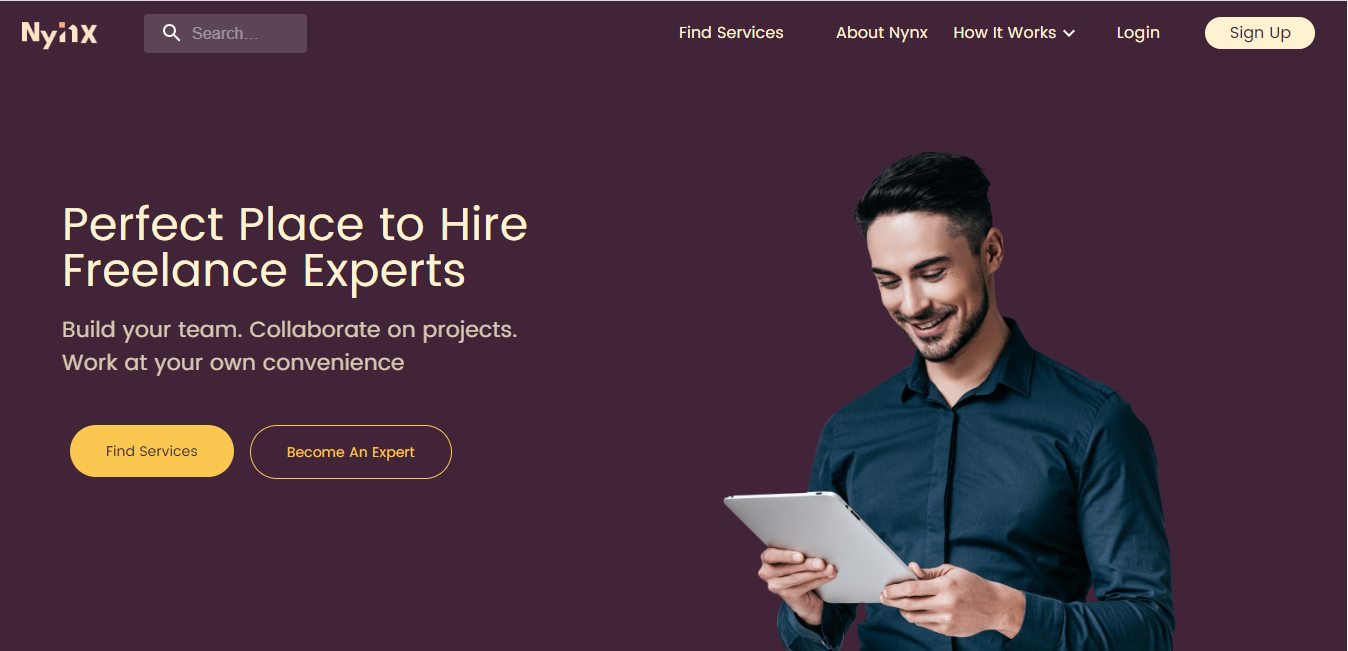 Nynx
Search...
Find Services
About Nynx
How It Works
Login
Sign Up
Perfect Place to Hire
Freelance Experts
Build your team. Collaborate on projects.
Work at your own convenience
Find Services
Become An Expert